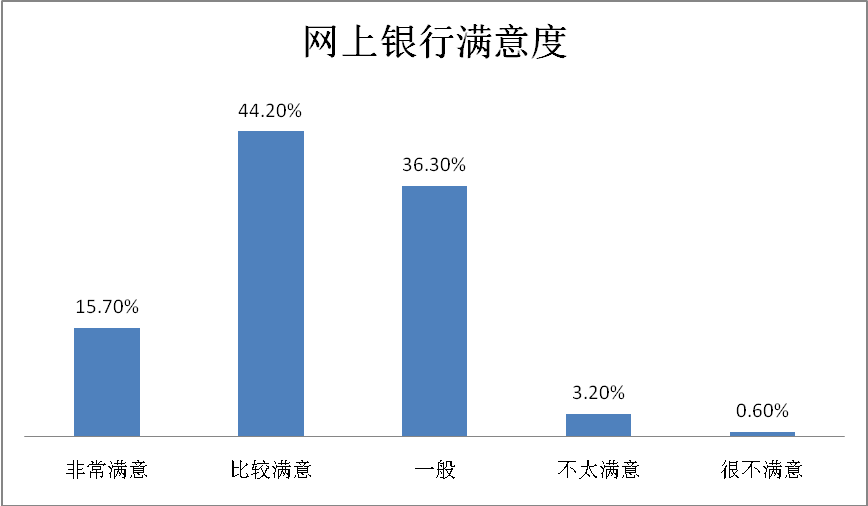 网上银行满意度
44.20%
36.30%
15.70%
3.20%
0.60%
非常满意 比较满意 一般 不太满意 很不满意